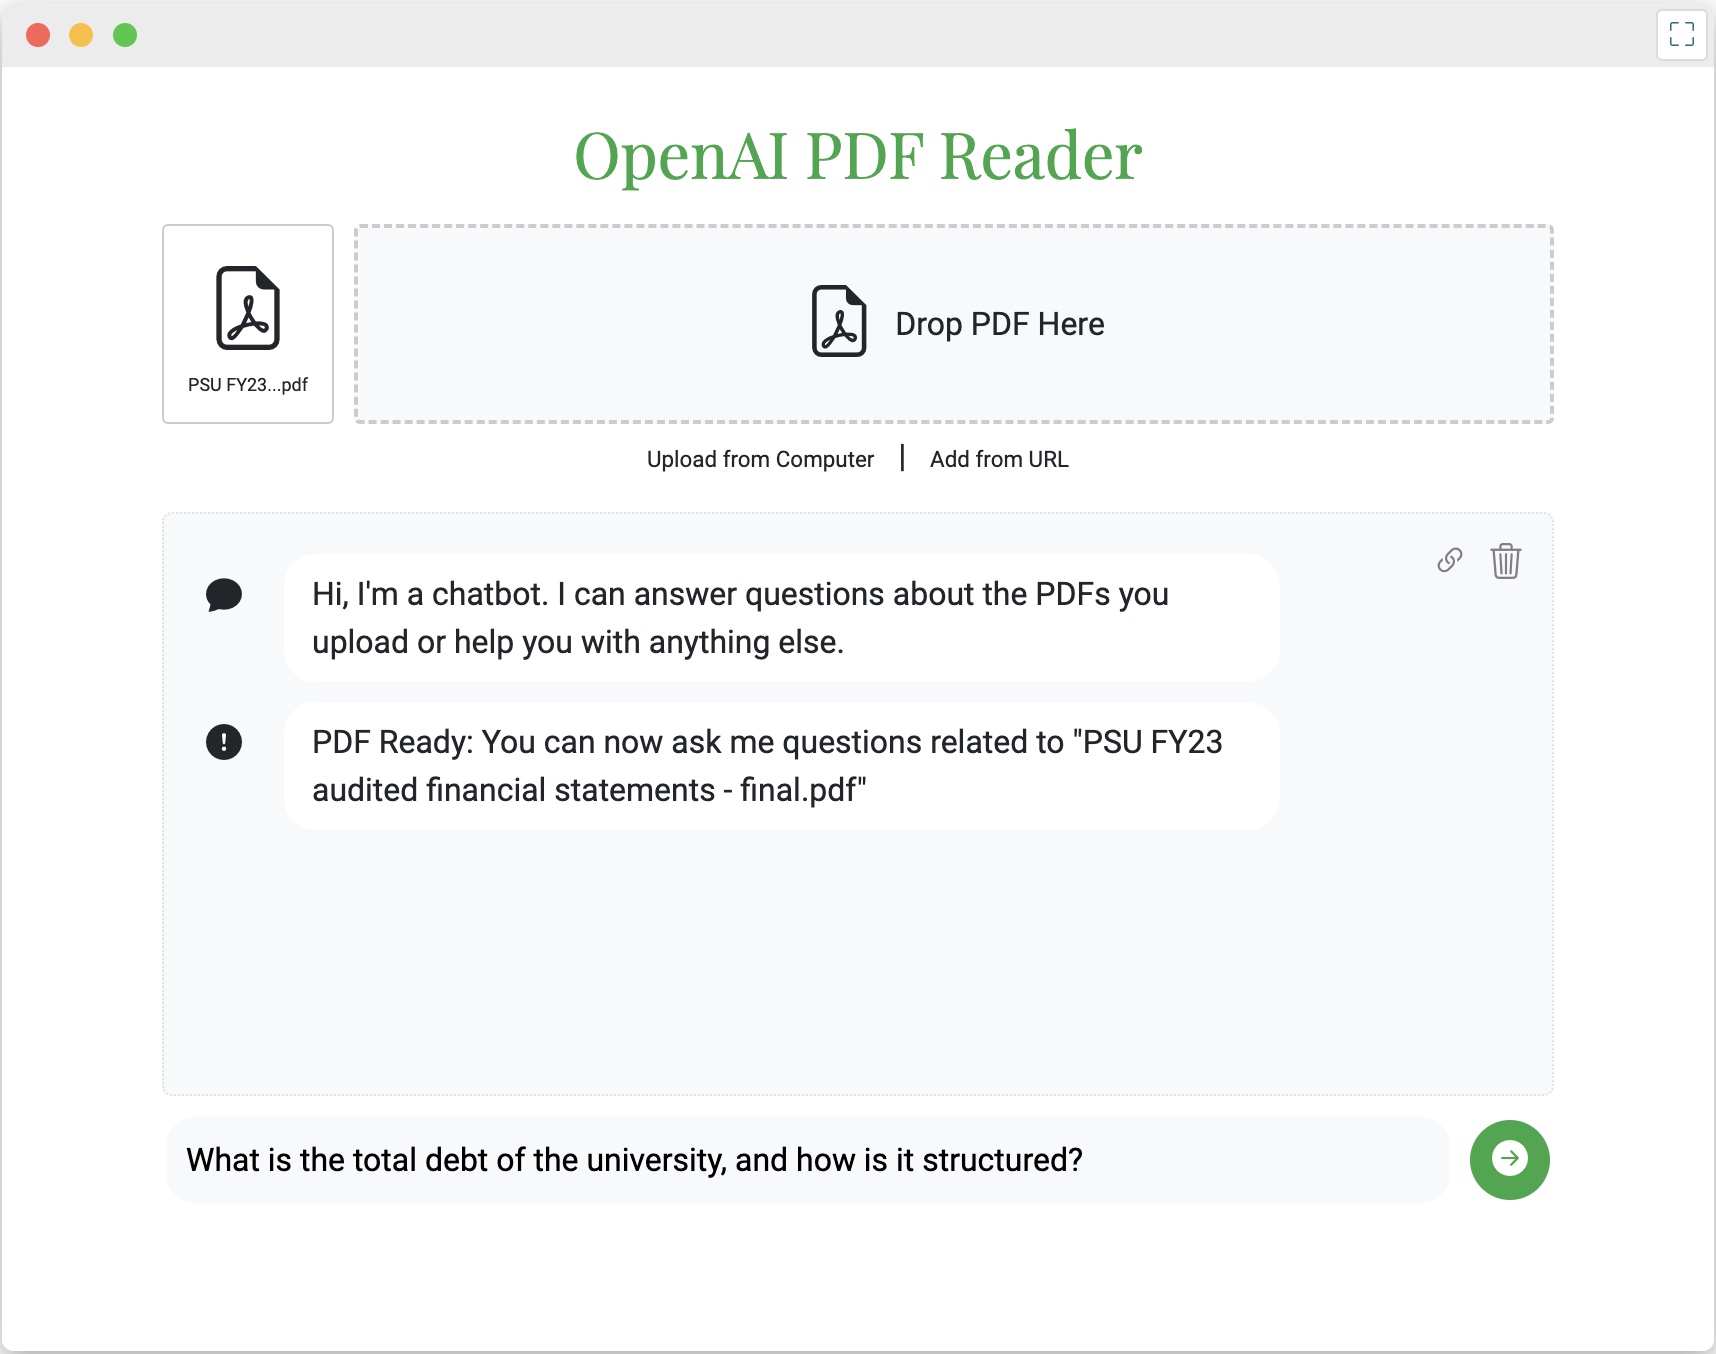 OpenAI PDF Reader
PSU FY23...pdf
Drop PDF Here
Upload from Computer | Add from URL
Hi, I'm a chatbot. I can answer questions about the PDFs you
upload or help you with anything else.
PDF Ready: You can now ask me questions related to "PSU FY23
audited financial statements - final.pdf"
What is the total debt of the university, and how is it structured?